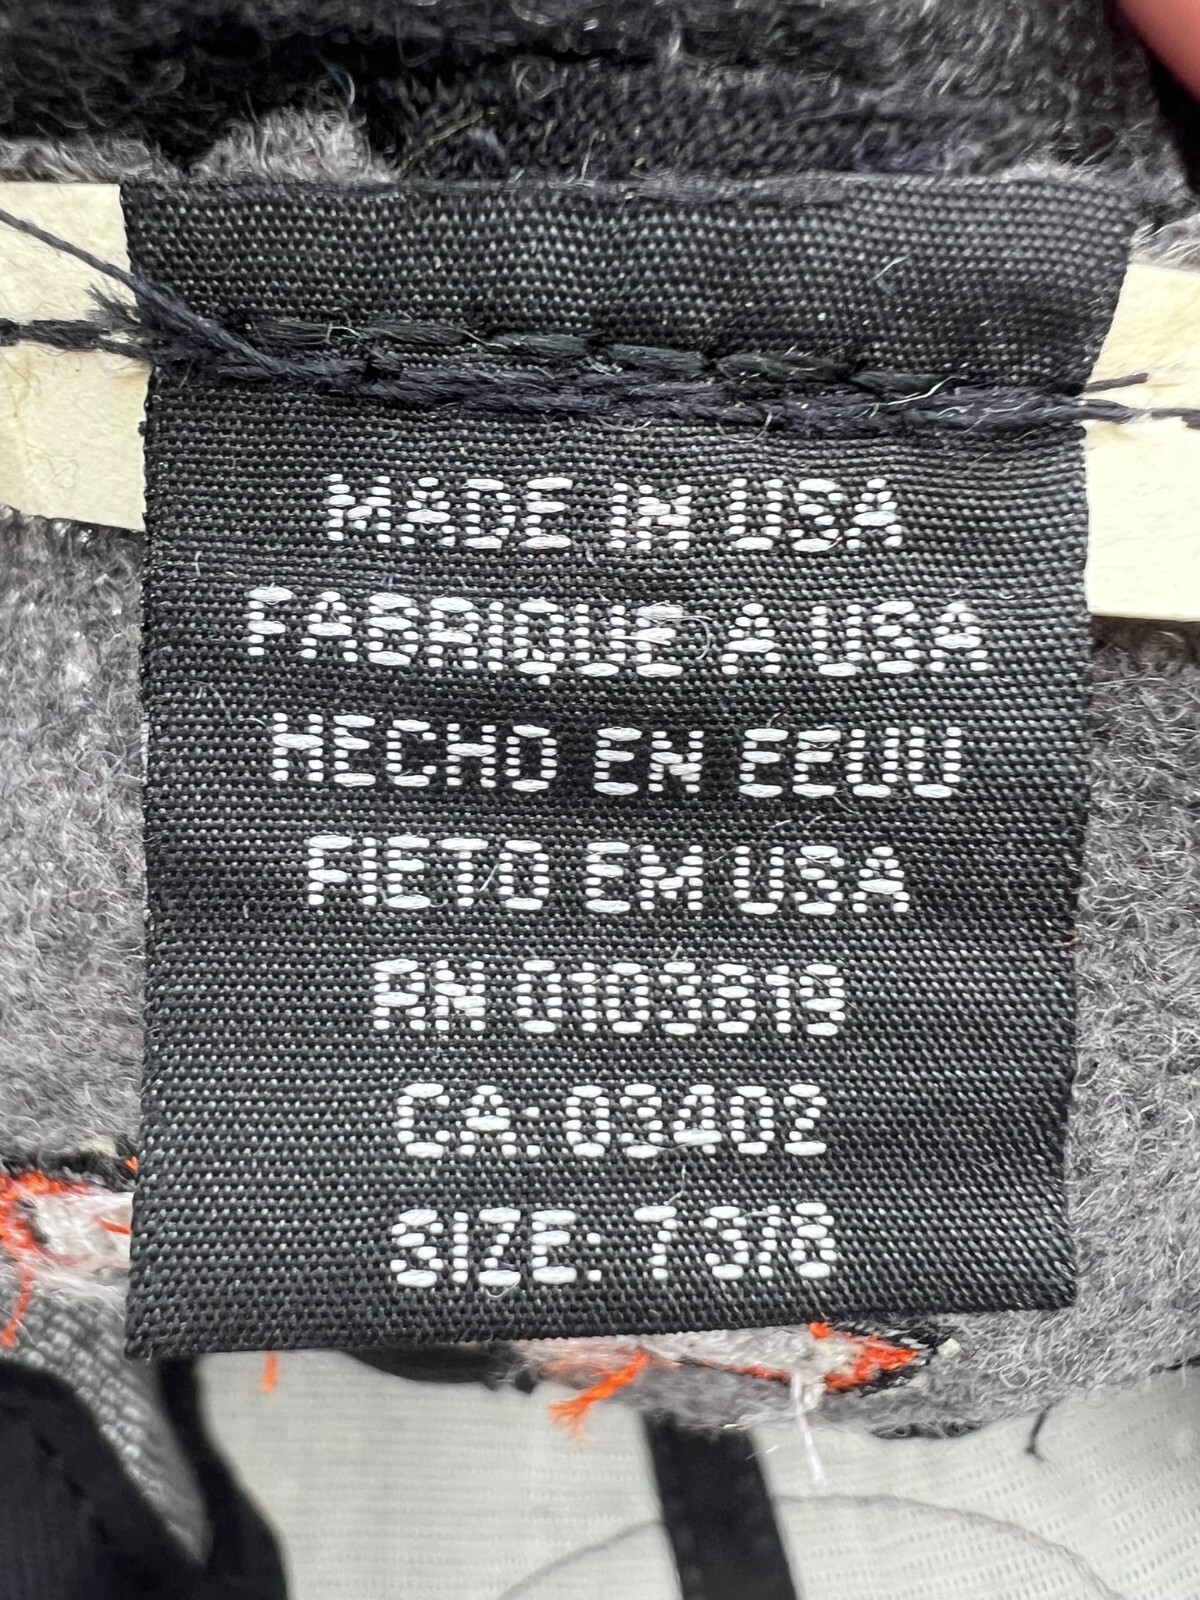 MADE IN USA
FABRIQUE A USA
HECHO EN EEUU
FIETO EM USA
RN 0103819
CA: 03402
SIZE: 7 3/8